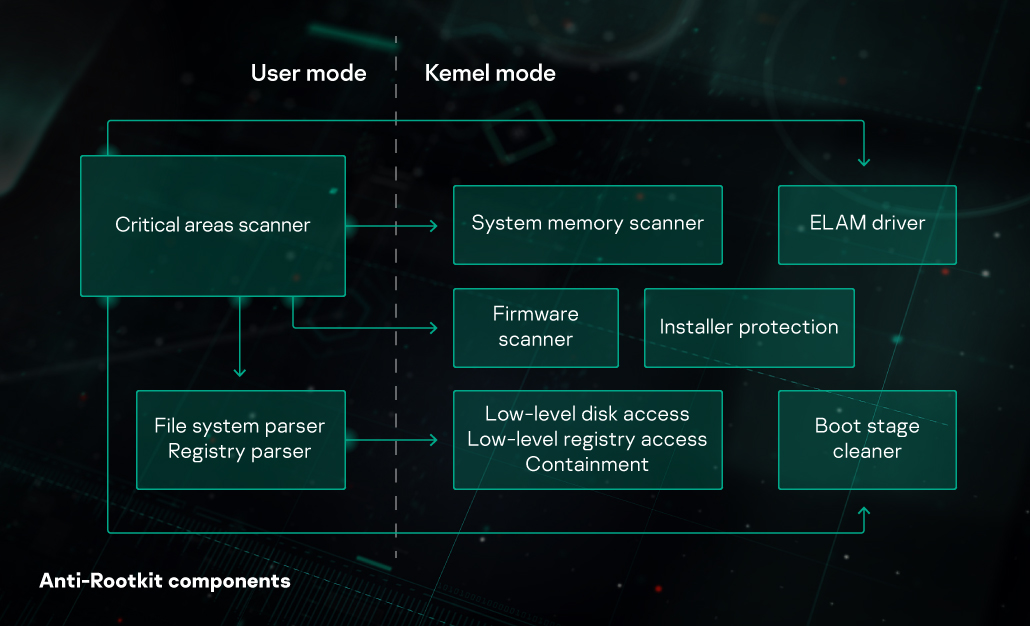 User mode
Kemel mode
Critical areas scanner
System memory scanner
ELAM driver
Firmware
scanner
Installer protection
File system parser
Registry parser
Low-level disk access
Low-level registry access
Containment
Boot stage
cleaner
Anti-Rootkit components